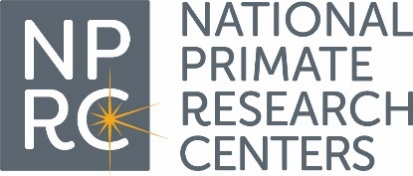 NP
RC
NATIONAL
PRIMATE
RESEARCH
CENTERS